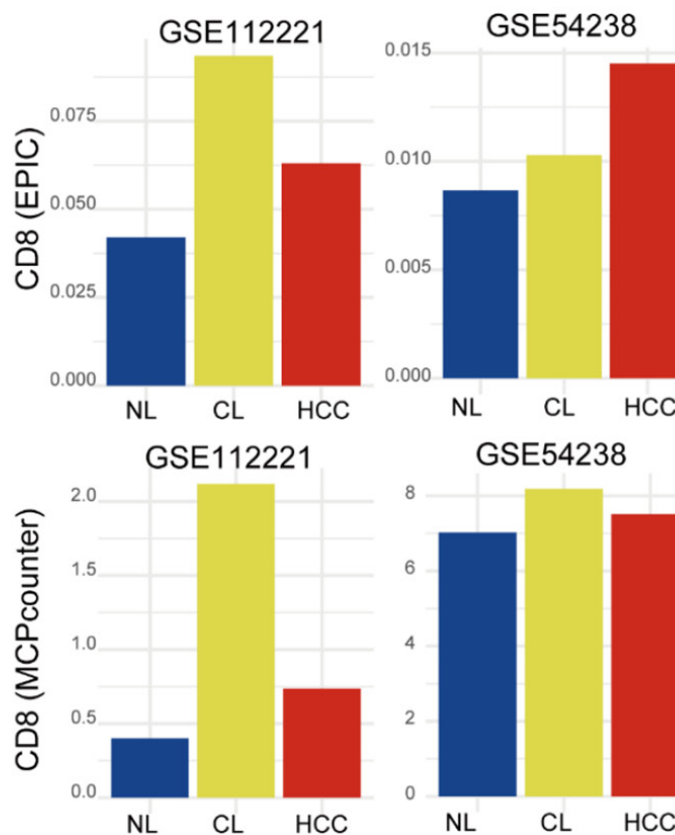 GSE112221
GSE54238
CD8 (EPIC)
0.075
0.050
0.025
0.000
NL CL HCC
0.015
0.010
0.005
0.000
NL CL HCC
GSE112221
GSE54238
CD8 (MCPcounter)
2.0
1.5
1.0
0.5
0.0
NL CL HCC
8
6
4
2
0
NL CL HCC